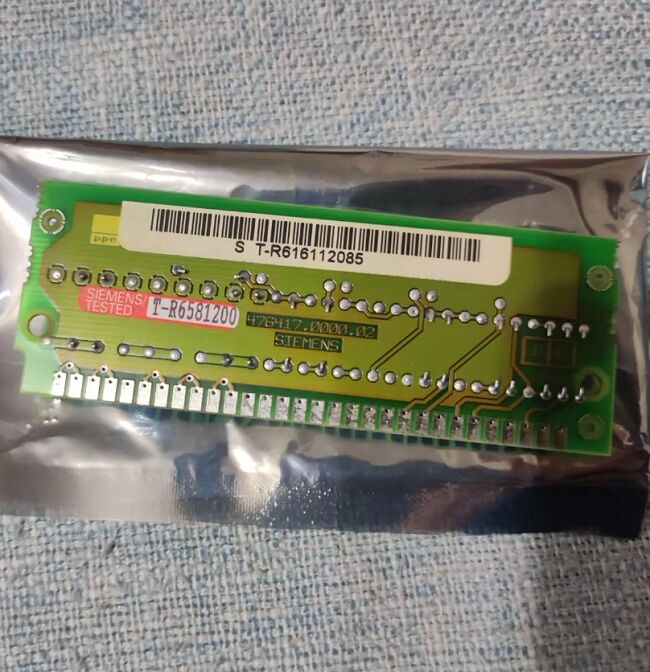 S T-R616112085
SIEMENS/
TESTED
T-R6581200
476417.0000.02
SIEMENS